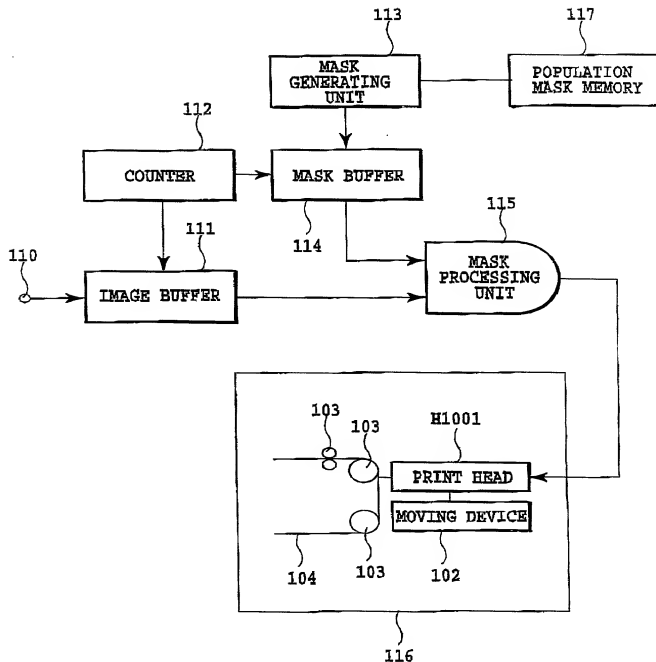 113
117
MASK
GENERATING
UNIT
POPULATION
MASK MEMORY
112
COUNTER
MASK BUFFER
114
115
110
111
IMAGE BUFFER
MASK
PROCESSING
UNIT
103
103
H1001
PRINT HEAD
MOVING DEVICE
104
103
102
116